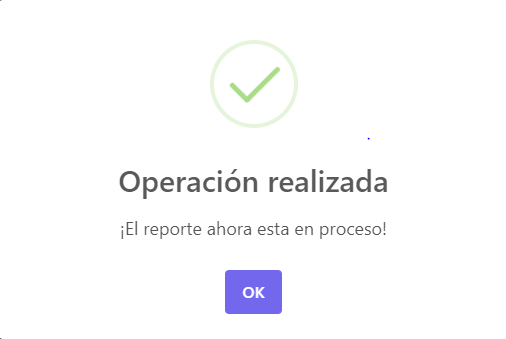 Operación realizada
¡El reporte ahora esta en proceso!
OK